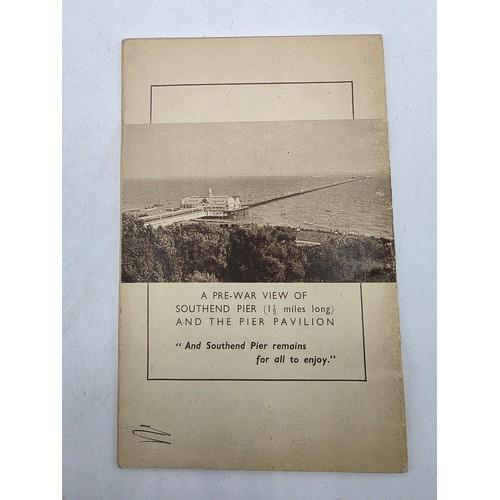 A PRE-WAR VIEW OF
SOUTHEND PIER (1⅓ miles long)
AND THE PIER PAVILION
"And Southend Pier remains
for all to enjoy."